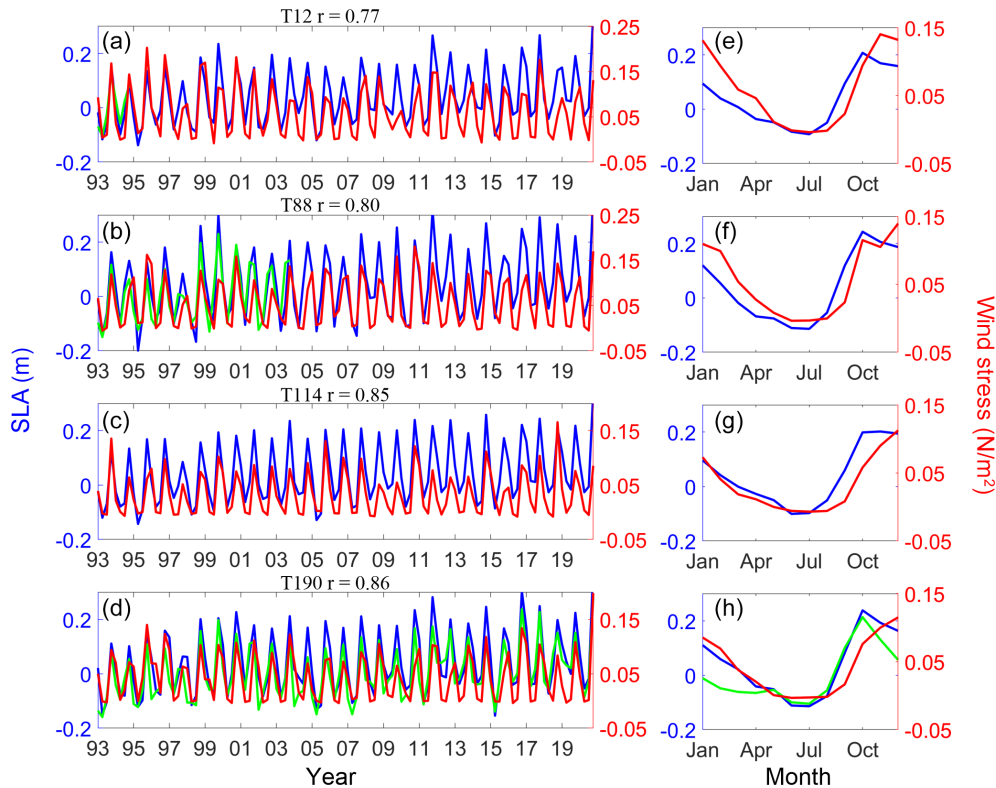 T12 r = 0.77
(a)
0.2
0
-0.2
0.25
0.15
0.05
-0.05
93 95 97 99 01 03 05 07 09 11 13 15 17 19
(e)
0.2
0
-0.2
0.15
0.05
-0.05
Jan Apr Jul Oct
T88 r = 0.80
(b)
0.2
0
-0.2
0.25
0.15
0.05
-0.05
93 95 97 99 01 03 05 07 09 11 13 15 17 19
(f)
0.2
0
-0.2
0.15
0.05
-0.05
Jan Apr Jul Oct
T114 r = 0.85
(c)
0.2
0
-0.2
0.15
0.05
-0.05
93 95 97 99 01 03 05 07 09 11 13 15 17 19
(g)
0.2
0
-0.2
0.15
0.05
-0.05
Jan Apr Jul Oct
T190 r = 0.86
(d)
0.2
0
-0.2
0.15
0.05
-0.05
93 95 97 99 01 03 05 07 09 11 13 15 17 19
(h)
0.2
0
-0.2
0.15
0.05
-0.05
Jan Apr Jul Oct
SLA (m)
Wind stress (N/m²)
Year
Month